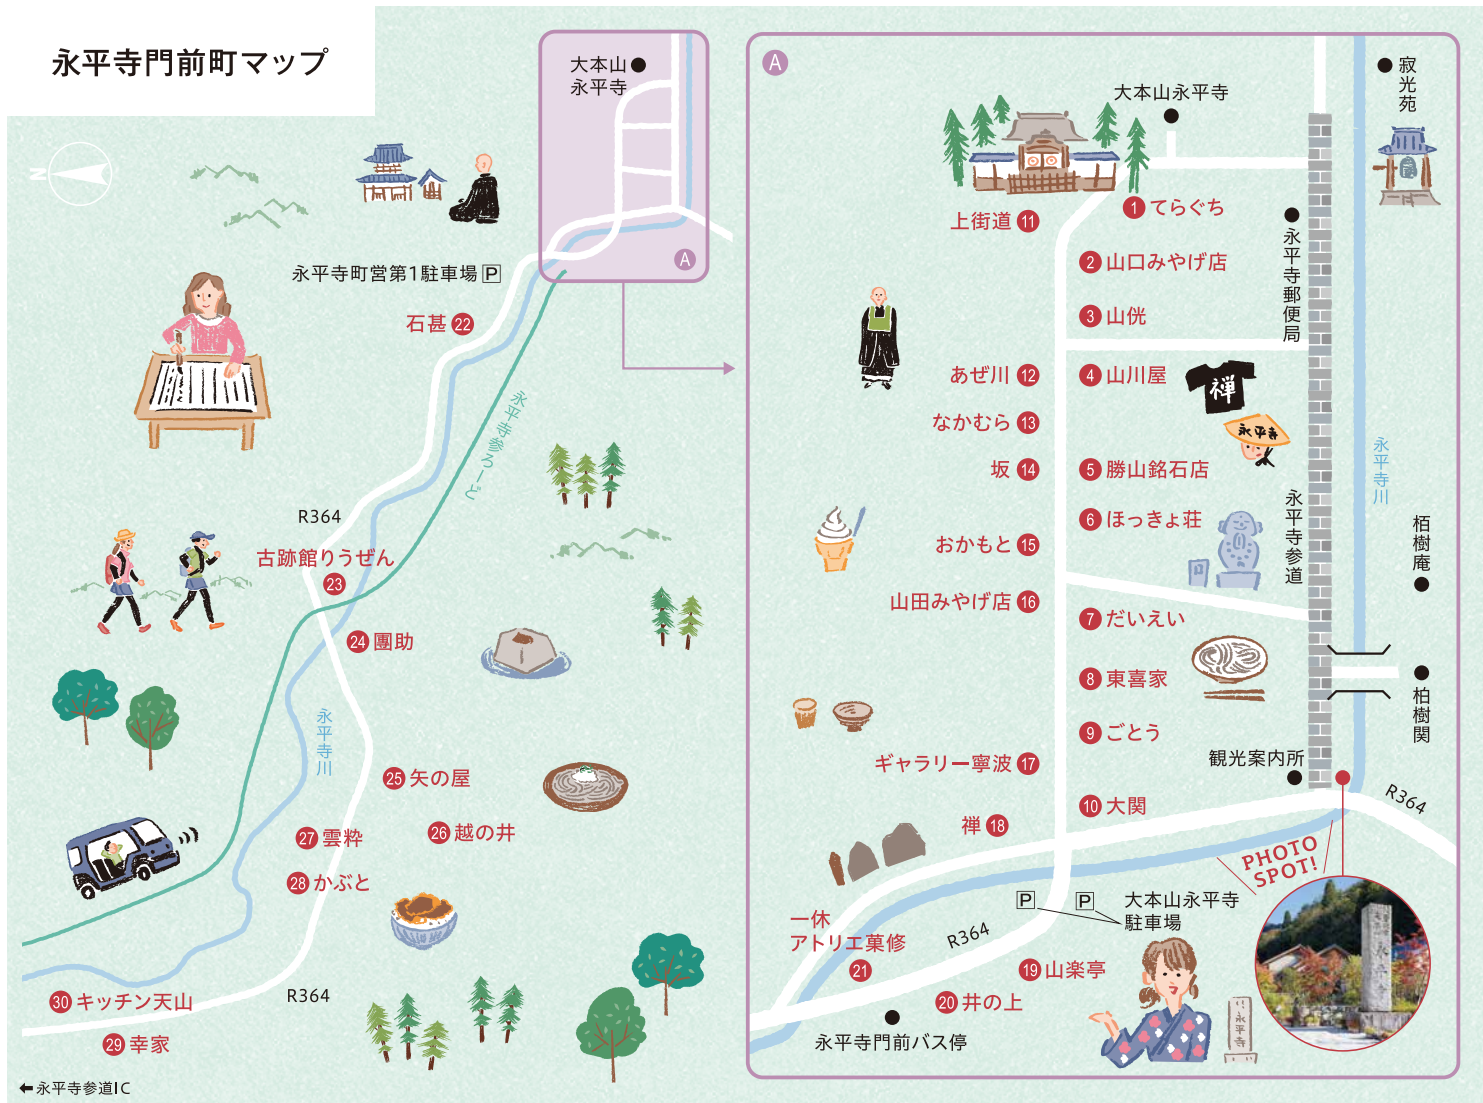 永平寺門前町マップ
N
大本山
永平寺
A
永平寺町営第1駐車場 P
石甚 22
永平寺参ろーど
R364
古跡館りうぜん
23
24 團助
永平寺川
25 矢の屋
26 越の井
27 雲粋
28 かぶと
R364
30 キッチン天山
29 幸家
永平寺参道IC
A
大本山永平寺
寂光苑
上街道 11
1 てらぐち
2 山口みやげ店
永平寺郵便局
3 山侊
あぜ川 12
4 山川屋
禅
なかむら 13
永平寺
坂 14
5 勝山銘石店
永平寺川
6 ほっきょ荘
永平寺参道
おかもと 15
栢樹庵
山田みやげ店 16
7 だいえい
8 東喜家
柏樹関
9 ごとう
ギャラリー寧波 17
観光案内所
10 大関
R364
禅 18
PHOTO
SPOT!
P
P
大本山永平寺
駐車場
一休
アトリエ菓修
21
R364
19 山楽亭
20 井の上
永平寺門前バス停
永平寺
永平寺